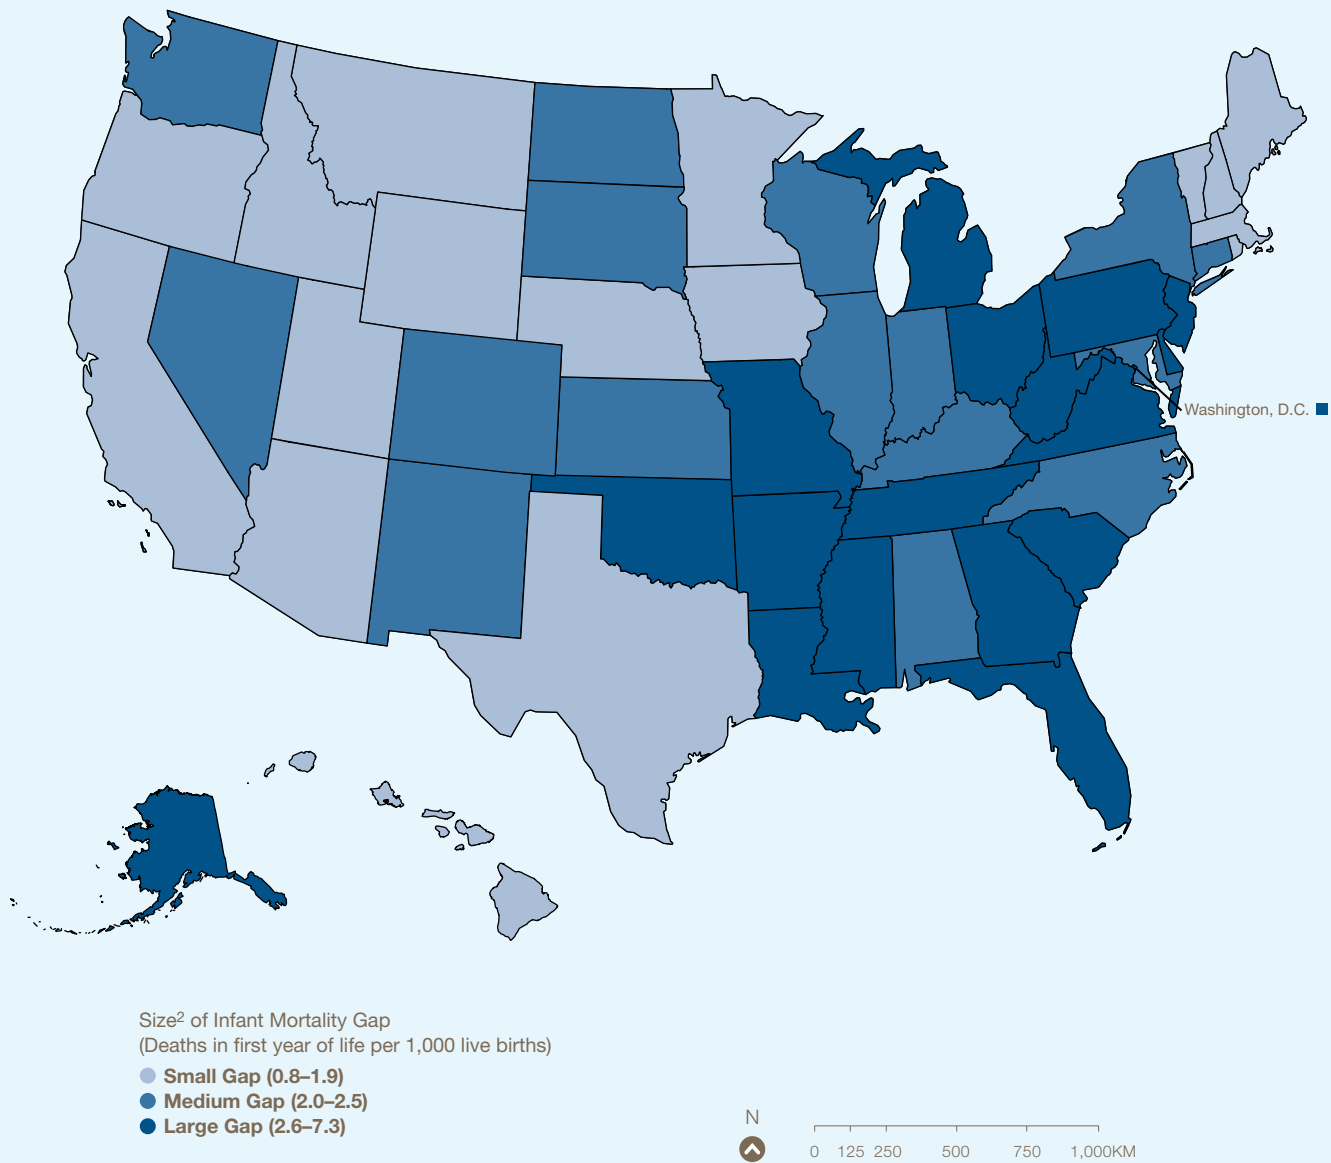 Washington, D.C.
Size² of Infant Mortality Gap
(Deaths in first year of life per 1,000 live births)
Small Gap (0.8–1.9)
Medium Gap (2.0–2.5)
Large Gap (2.6–7.3)
N
0 125 250 500 750 1,000KM